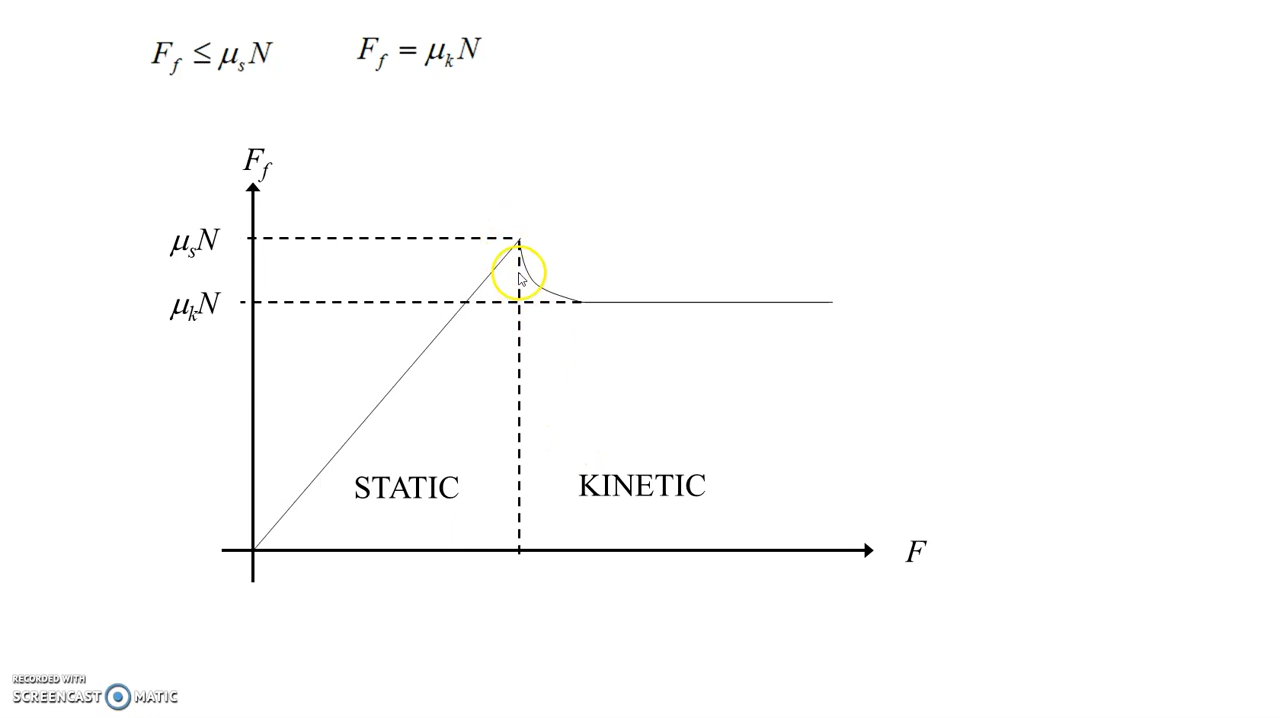 F_f ≤ μ_s N
F_f = μ_k N
F_f
μ_s N
μ_k N
STATIC
KINETIC
F
RECORDED WITH
SCREENCAST MATIC